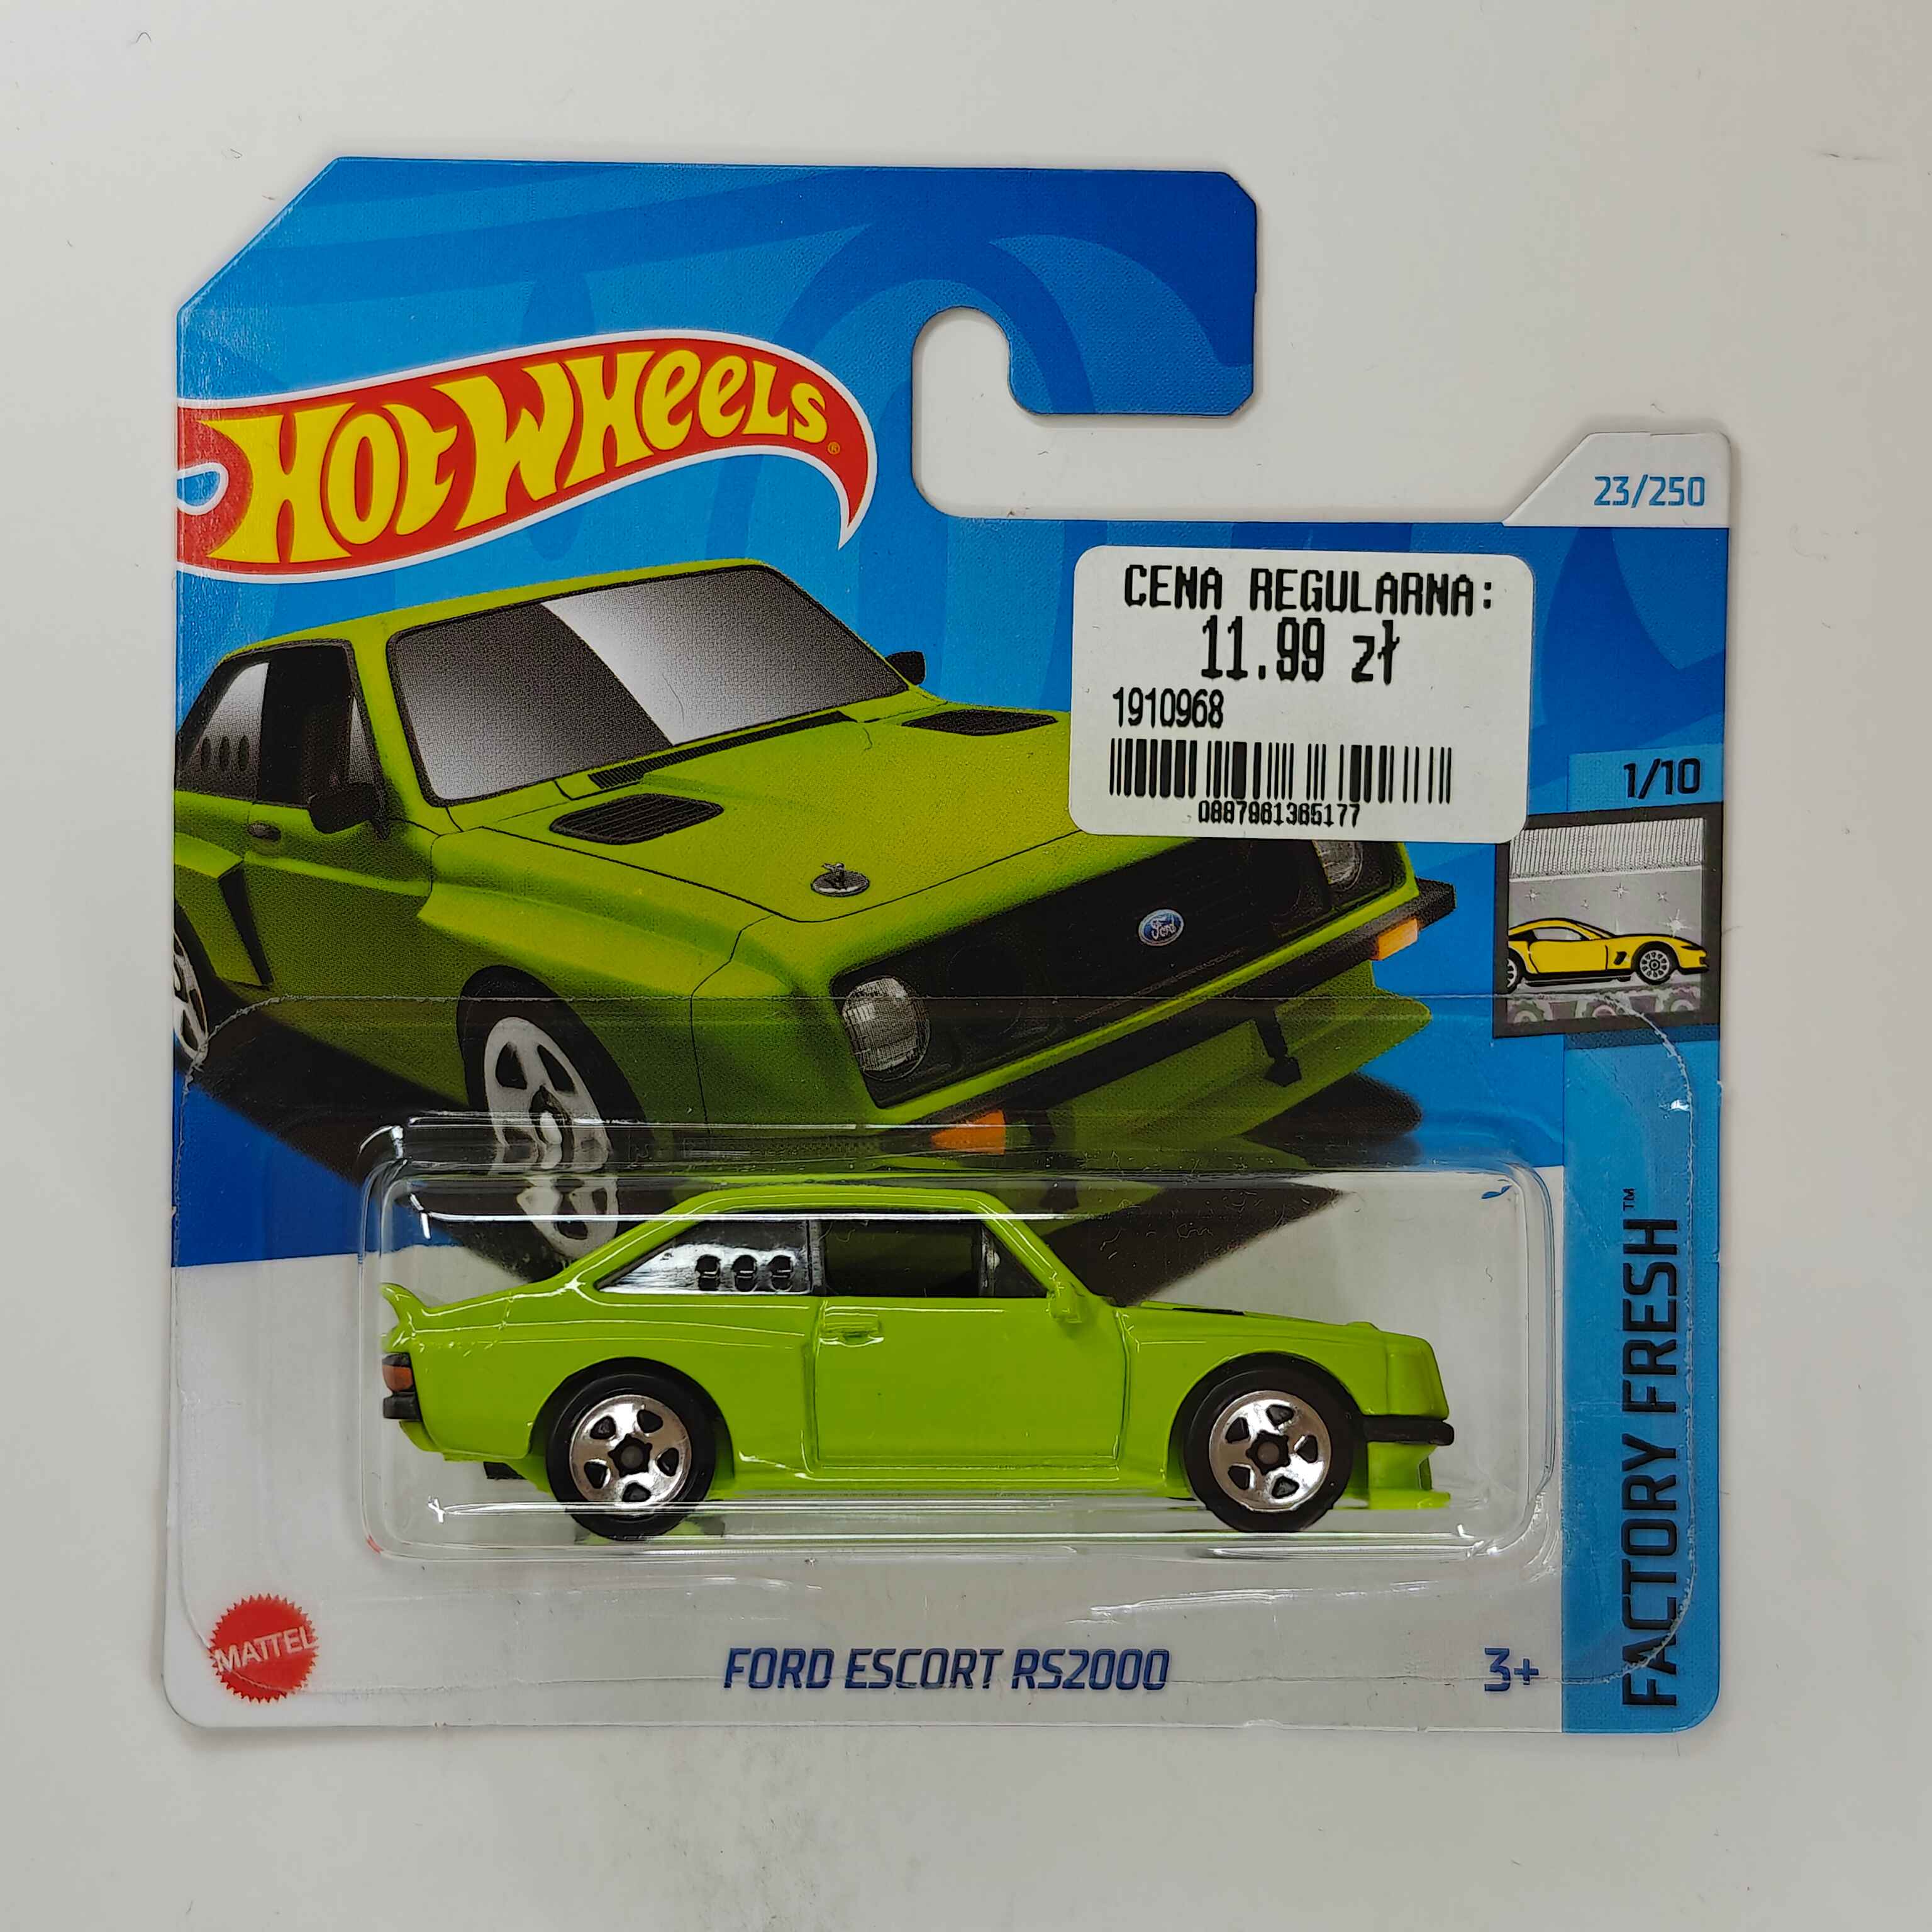 HOT WHEELS®
23/250
CENA REGULARNA:
11.99 zł
1910968
0887961365177
1/10
Ford
FACTORY FRESH™
MATTEL
FORD ESCORT RS2000
3+